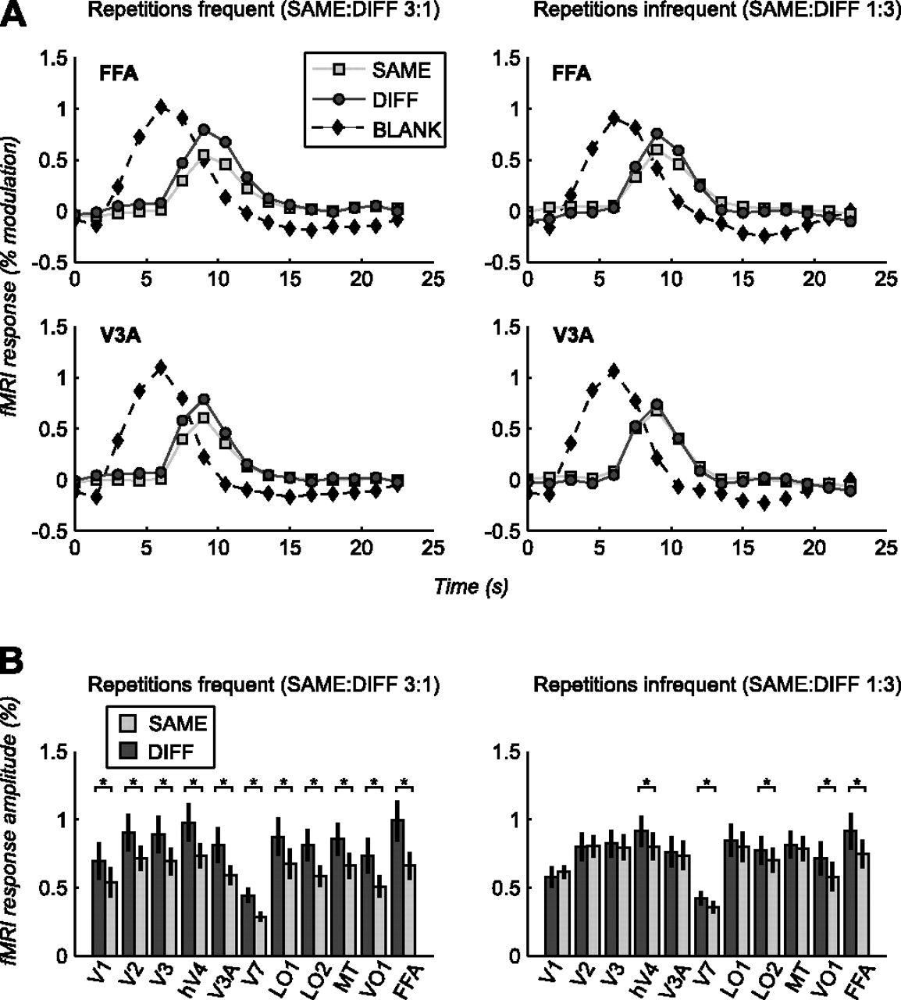 A
Repetitions frequent (SAME:DIFF 3:1)
Repetitions infrequent (SAME:DIFF 1:3)
fMRI response (% modulation)
1.5
1
0.5
0
-0.5
FFA
SAME
DIFF
BLANK
0 5 10 15 20 25
1.5
1
0.5
0
-0.5
FFA
0 5 10 15 20 25
1.5
1
0.5
0
-0.5
V3A
0 5 10 15 20 25
1.5
1
0.5
0
-0.5
V3A
0 5 10 15 20 25
Time (s)
B
Repetitions frequent (SAME:DIFF 3:1)
Repetitions infrequent (SAME:DIFF 1:3)
fMRI response amplitude (%)
SAME
DIFF
1.5
1
0.5
0
* * * * * * * * * * *
V1 V2 V3 hV4 V3A V7 LO1 LO2 MT VO1 FFA
1.5
1
0.5
0
* * * * *
V1 V2 V3 hV4 V3A V7 LO1 LO2 MT VO1 FFA